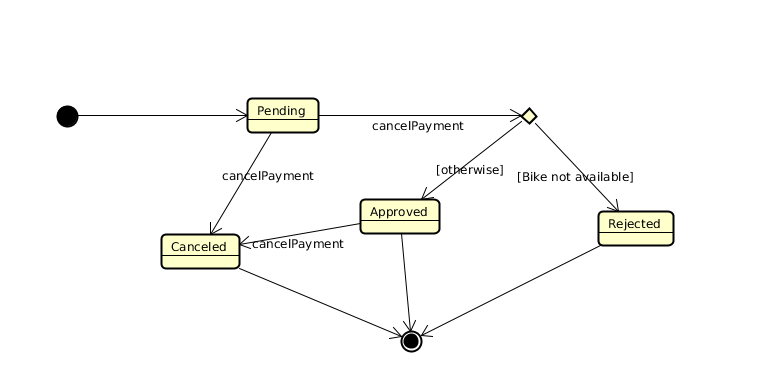 Pending
cancelPayment
cancelPayment
[otherwise]
[Bike not available]
Approved
Rejected
Canceled
cancelPayment